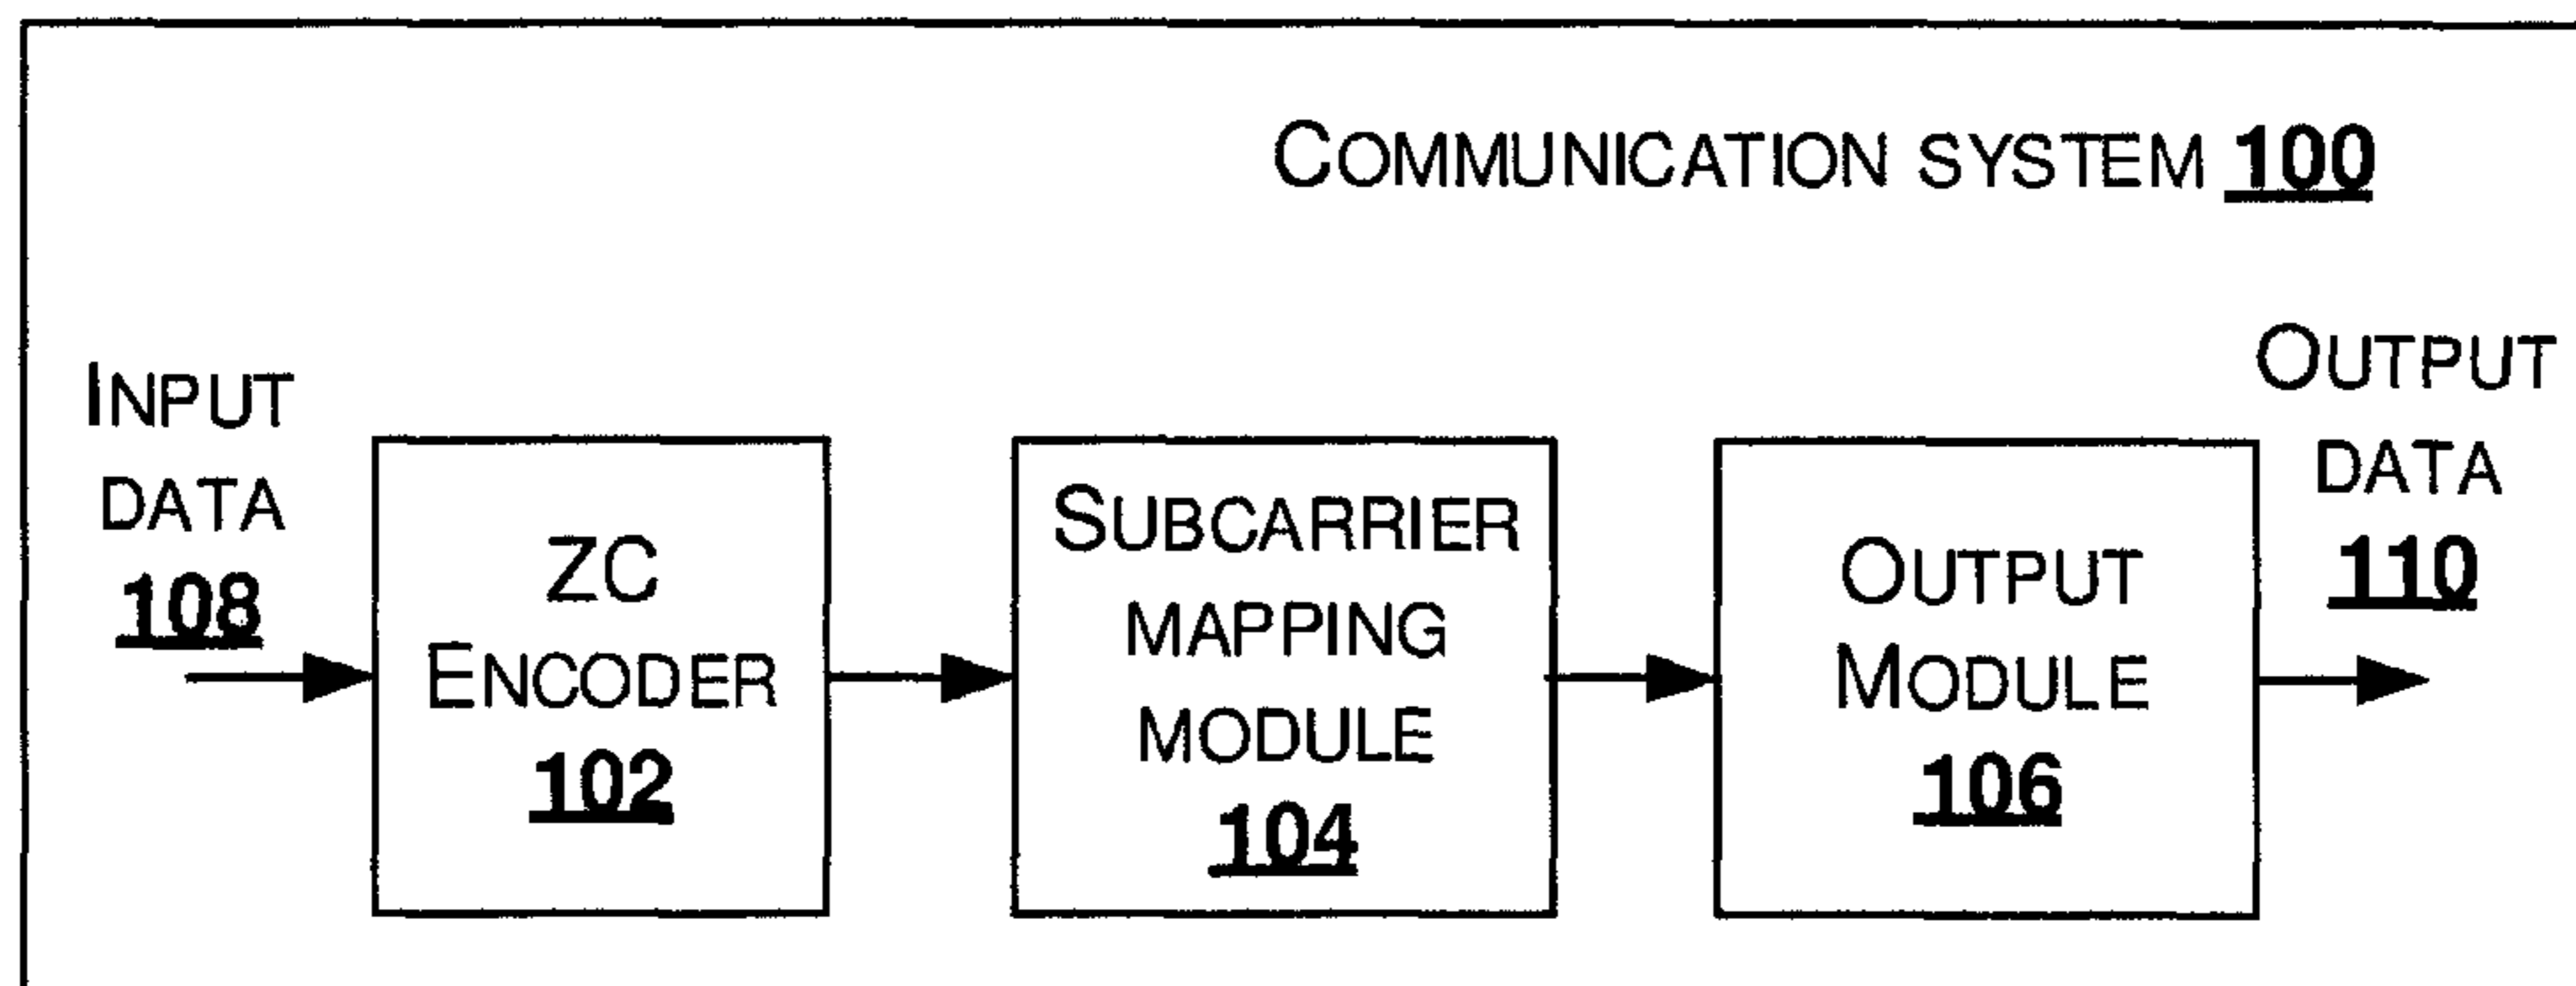 COMMUNICATION SYSTEM 100
INPUT
DATA
108
ZC
ENCODER
102
SUBCARRIER
MAPPING
MODULE
104
OUTPUT
MODULE
106
OUTPUT
DATA
110